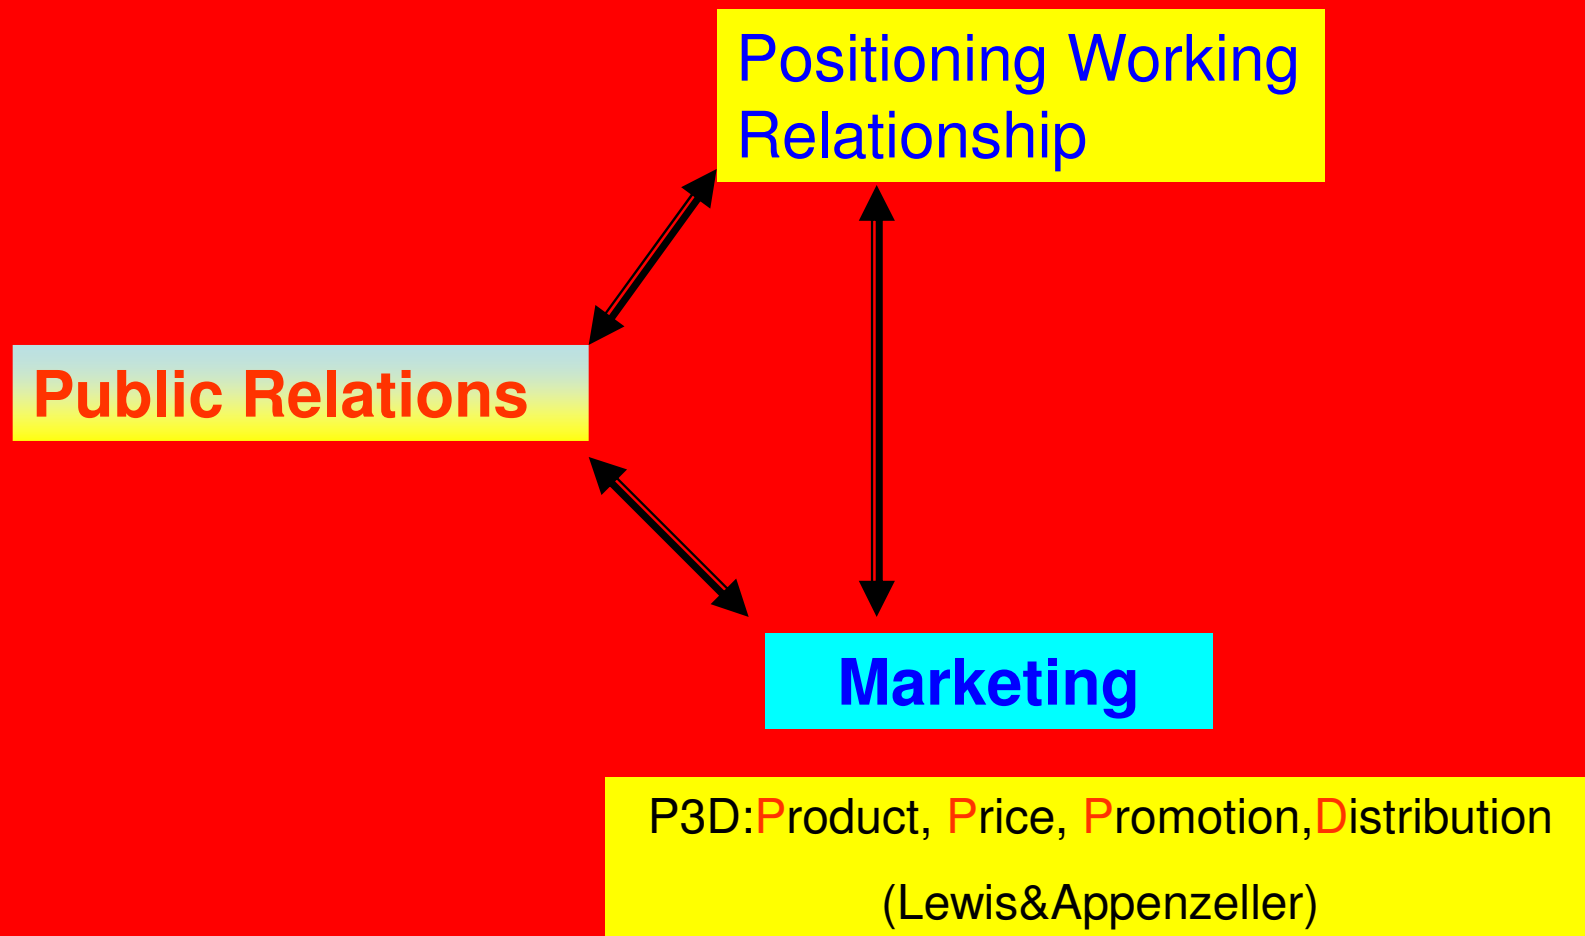 Positioning Working
Relationship
Public Relations
Marketing
P3D:Product, Price, Promotion,Distribution
(Lewis&Appenzeller)